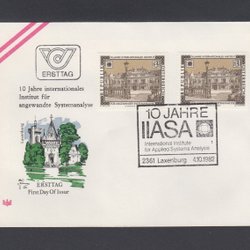 ERSTTAG
10 Jahre internationales
Institut für
angewandte Systemanalyse
ERSTTAG
First Day Of Issue
10 JAHRE
IIASA
International Institute
for Applied Systems Analysis
2361 Laxenburg 4.10.1982